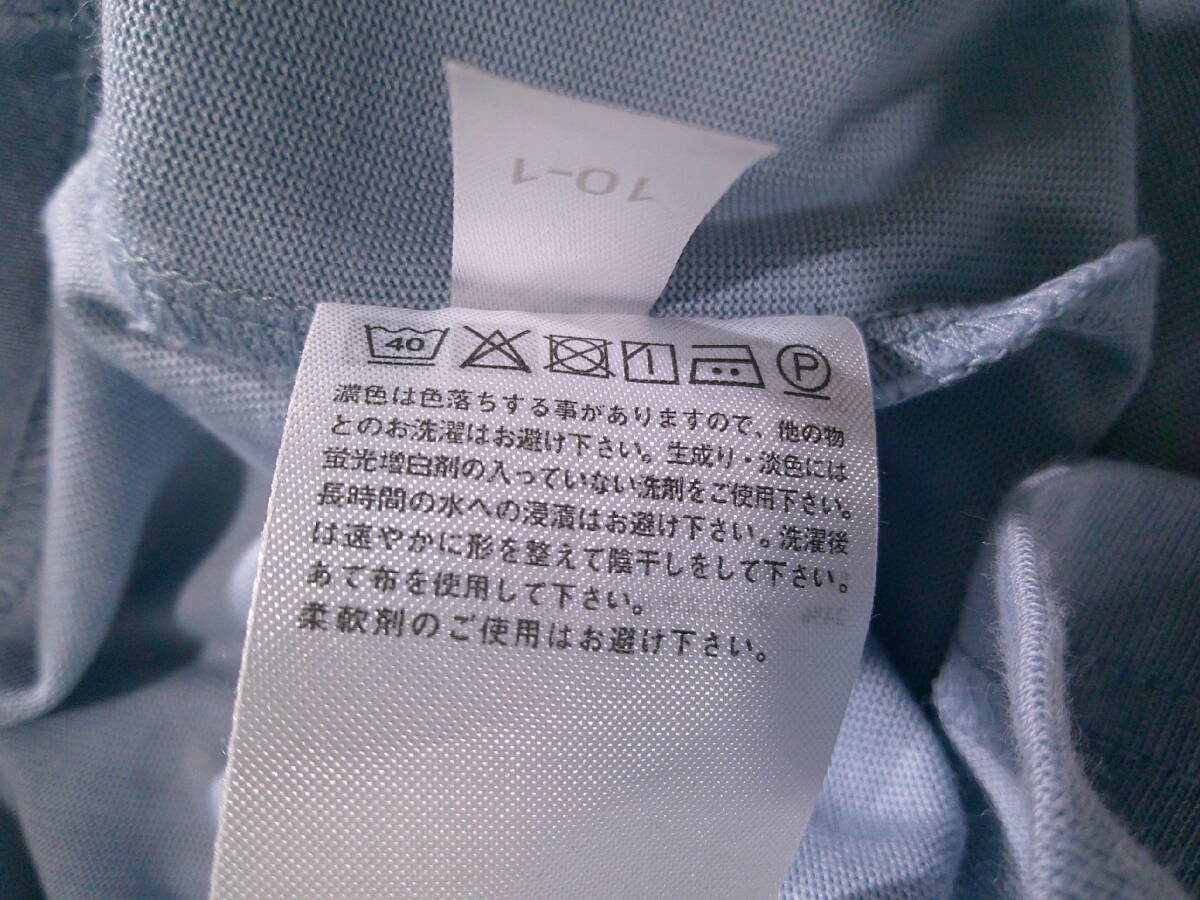 10-1
40 P
濃色は色落ちする事がありますので、他の物
とのお洗濯はお避け下さい。生成り・淡色には
蛍光増白剤の入っていない洗剤をご使用下さい。
長時間の水への浸漬はお避け下さい。洗濯後
は速やかに形を整えて陰干しをして下さい。
あて布を使用して下さい。
柔軟剤のご使用はお避け下さい。